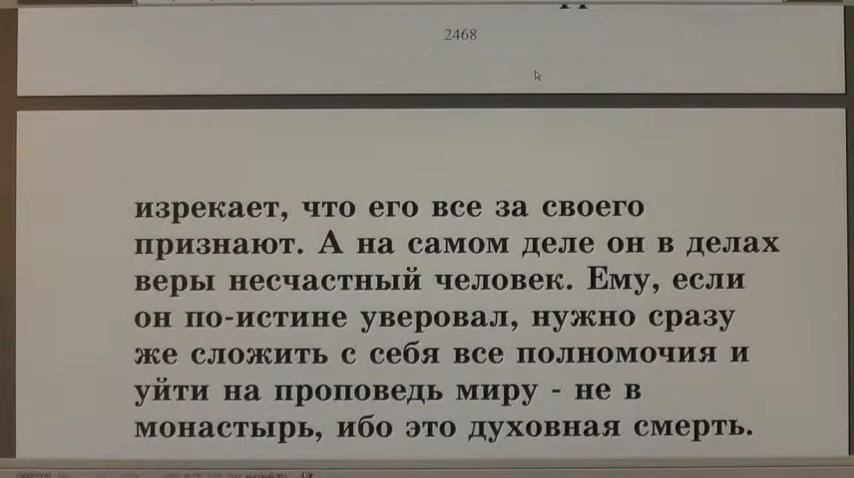 2468
изрекает, что его все за своего
признают. А на самом деле он в делах
веры несчастный человек. Ему, если
он по-истине уверовал, нужно сразу
же сложить с себя все полномочия и
уйти на проповедь миру - не в
монастырь, ибо это духовная смерть.